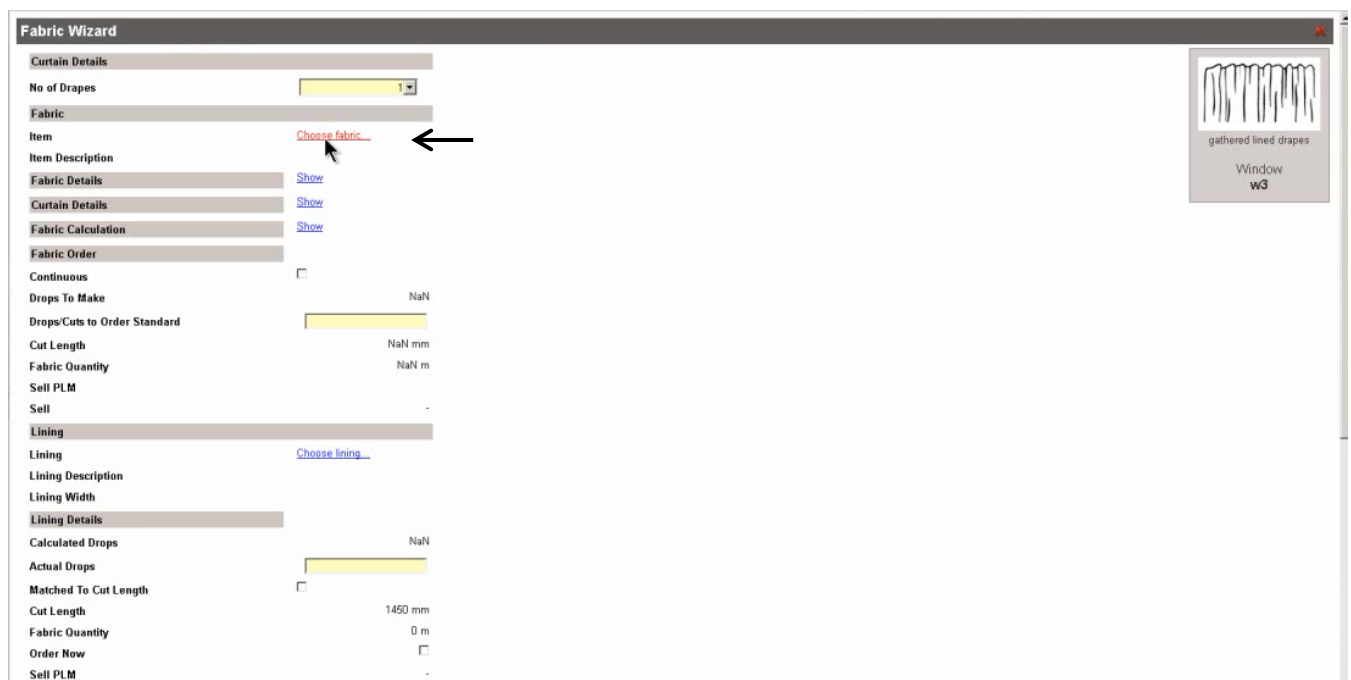 Fabric Wizard
Curtain Details
No of Drapes 1
Fabric
Item Choose fabric...
Item Description
Fabric Details Show
Curtain Details Show
Fabric Calculation Show
Fabric Order
Continuous
Drops To Make NaN
Drops/Cuts to Order Standard
Cut Length NaN mm
Fabric Quantity NaN m
Sell PLM
Sell -
Lining
Lining Choose lining...
Lining Description
Lining Width
Lining Details
Calculated Drops NaN
Actual Drops
Matched To Cut Length
Cut Length 1450 mm
Fabric Quantity 0 m
Order Now
Sell PLM -
gathered lined drapes
Window
w3